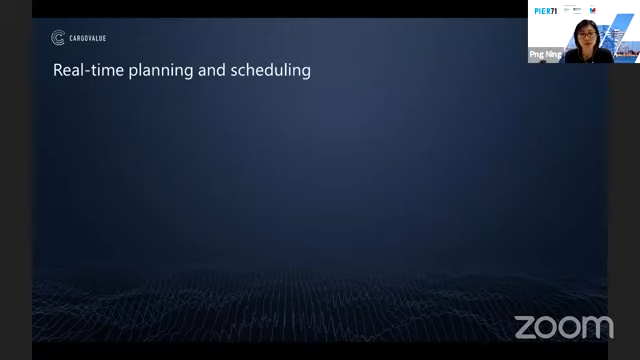 CARGOVALUE
Real-time planning and scheduling
PIER71
Png Ning
zoom